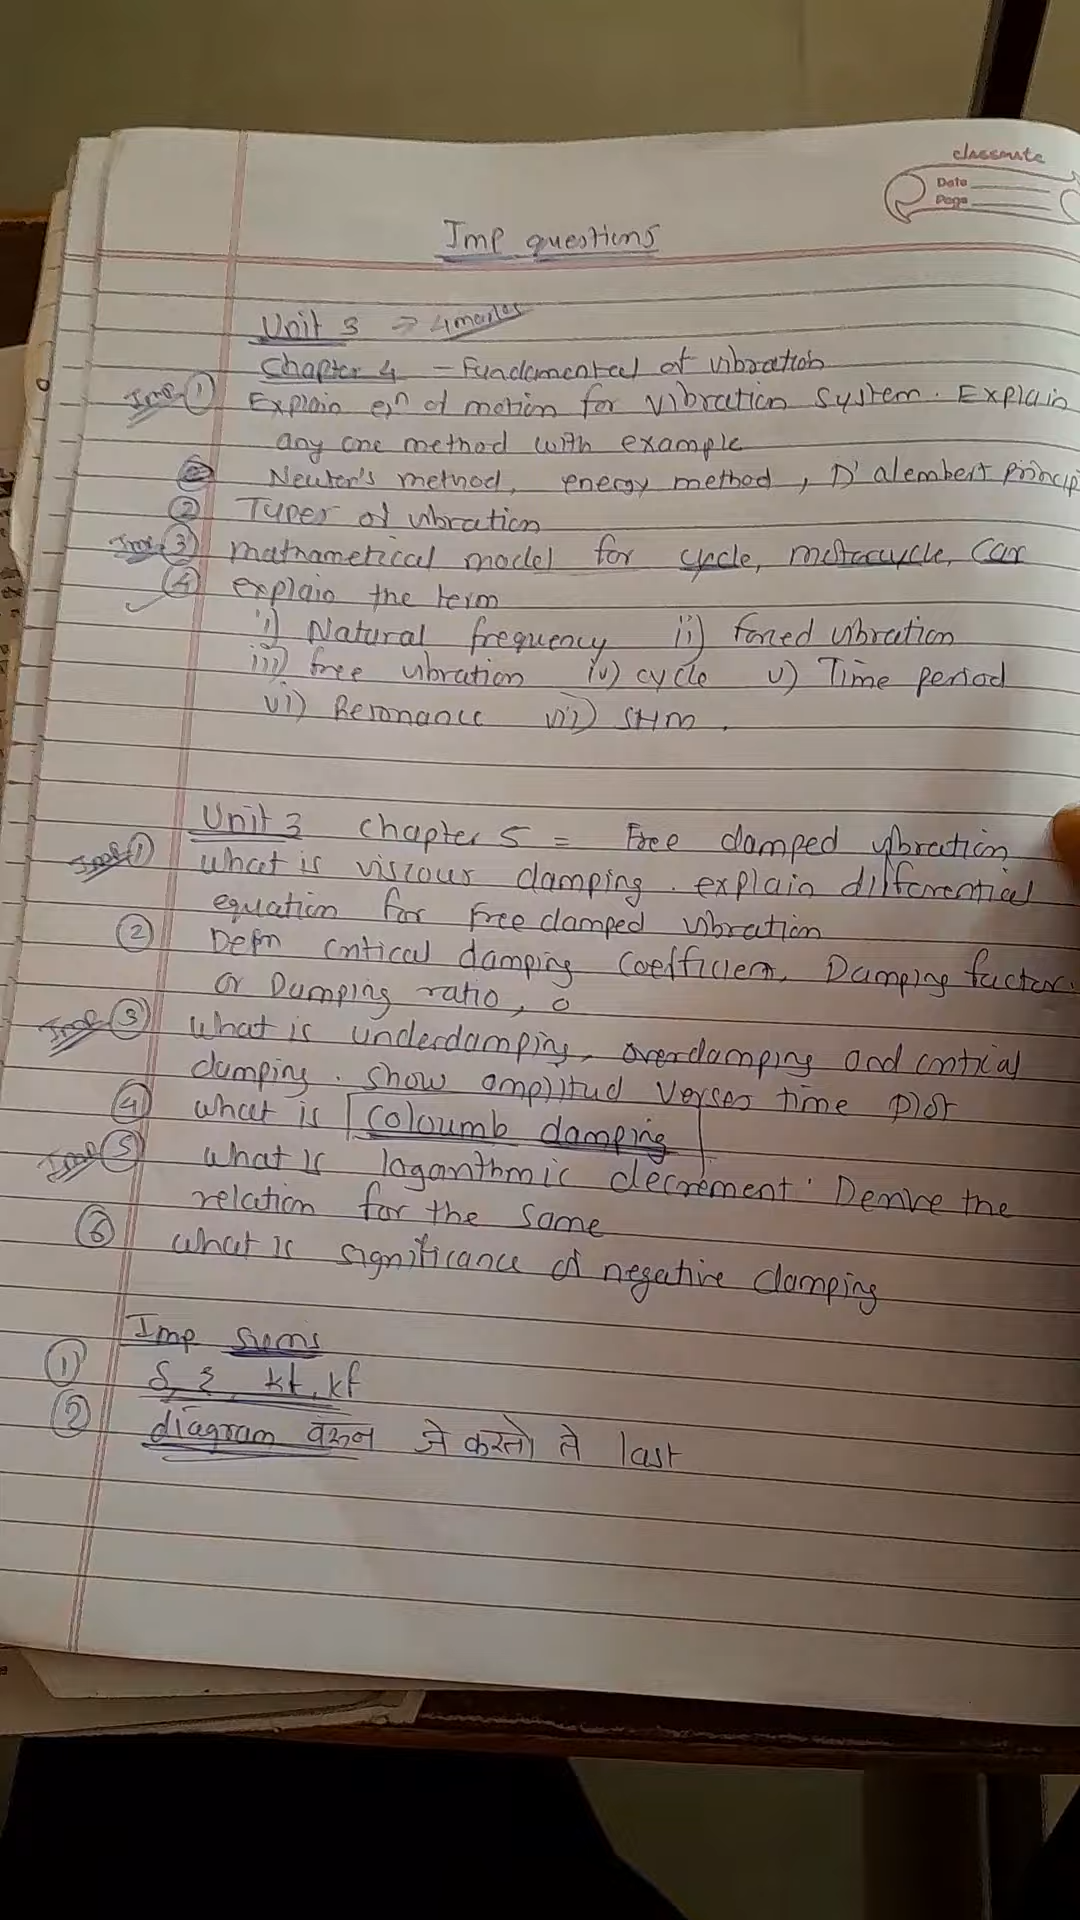 classmate
Date
Page
Imp questions
Unit 3 → 4 marks
Chapter 4 - Fundamental of vibration
Imp ① Explain eqn of motion for vibration system. Explain
any one method with example
Neuton's method, energy method, D'alembert princip
② Types of vibration
Imp ③ mathametical model for cycle, motorcycle, Car
④ explain the term
i) Natural frequency ii) forced vibration
iii) free vibration iv) cycle v) Time period
vi) Resonance vii) SHM.
Unit 3 chapter 5 = Free damped vibration
Imp ① what is viscous damping. explain differential
equation for free damped vibration
② Defn critical damping coefficient, Damping factor
or Damping ratio,
Imp ③ what is underdamping, overdamping and critical
damping. show amplitud verses time plot
④ what is coloumb damping
Imp ⑤ what is logarithmic decrement. Derive the
relation for the same
⑥ what is significance of negative damping
Imp sums
① δ, ξ, kt, kf
② diagram वरून जे करतो ते last